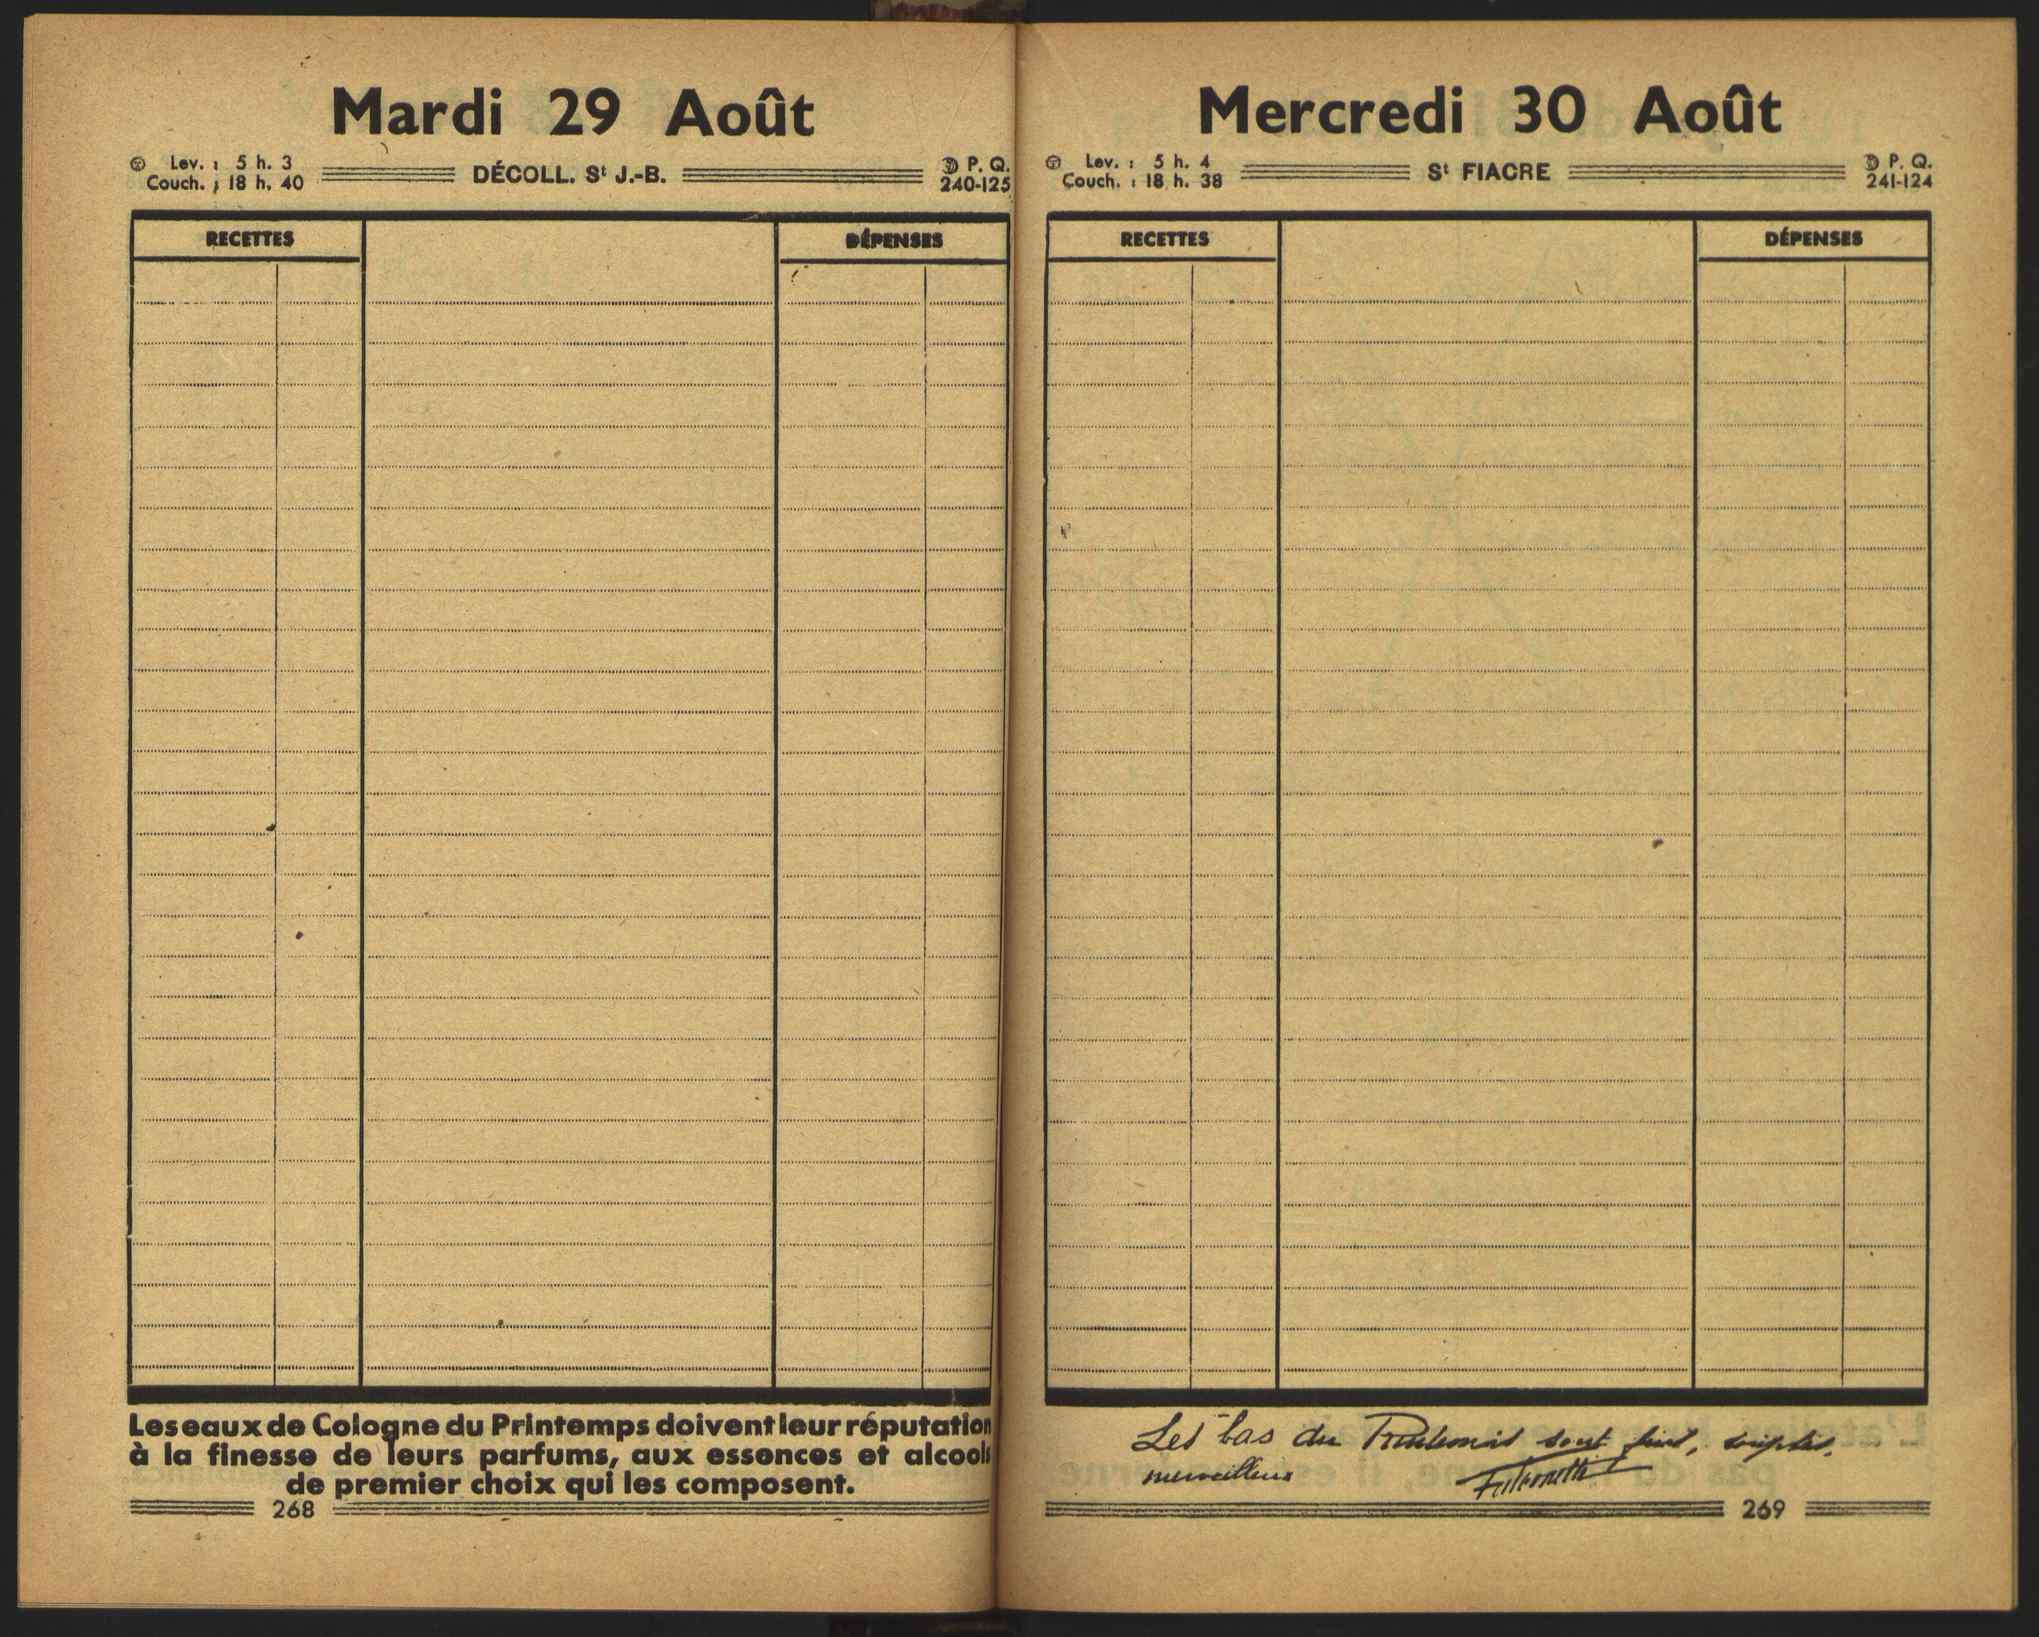 Mardi 29 Août
Lev. : 5 h. 3
Couch. : 18 h. 40
DÉCOLL. St J.-B.
P. Q.
240-125
RECETTES
DÉPENSES
Les eaux de Cologne du Printemps doivent leur réputation
à la finesse de leurs parfums, aux essences et alcools
de premier choix qui les composent.
268
Mercredi 30 Août
Lev. : 5 h. 4
Couch. : 18 h. 38
St FIACRE
P. Q.
241-124
RECETTES
DÉPENSES
Les bas du Printemps sont fins, souples,
merveilleux
269